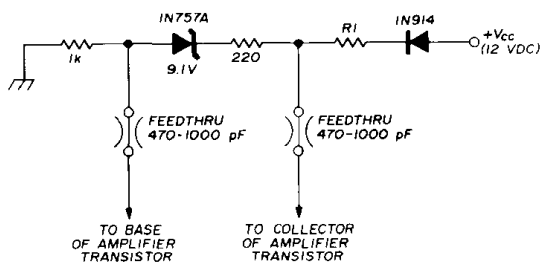 1N757A
1k
9.1V
220
R1
1N914
+Vcc
(12 VDC)
FEEDTHRU
470-1000 pF
FEEDTHRU
470-1000 pF
TO BASE
OF AMPLIFIER
TRANSISTOR
TO COLLECTOR
OF AMPLIFIER
TRANSISTOR